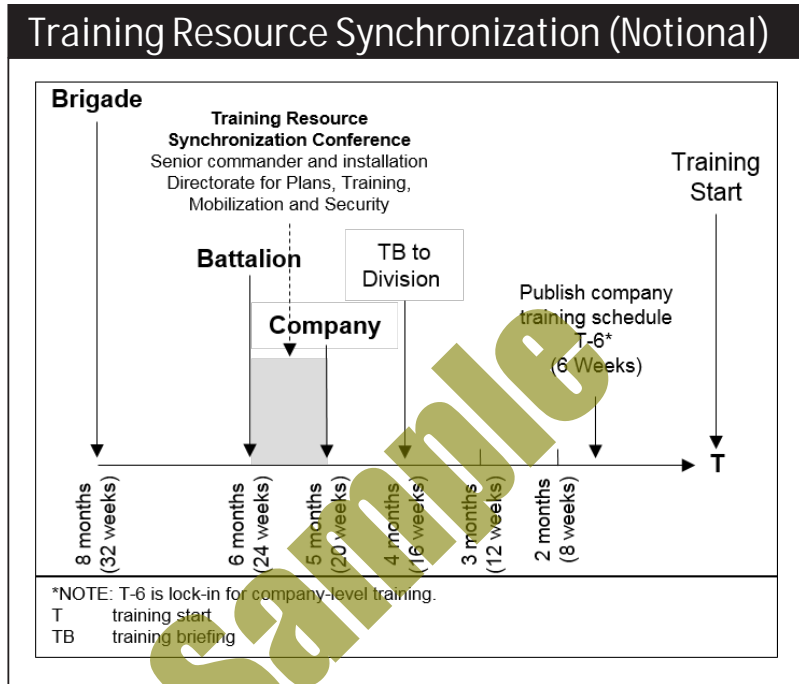 Training Resource Synchronization (Notional)
Brigade
Training Resource
Synchronization Conference
Senior commander and installation
Directorate for Plans, Training,
Mobilization and Security
Training
Start
Battalion
TB to
Division
Company
Publish company
training schedule
T-6*
(6 Weeks)
T
8 months
(32 weeks)
6 months
(24 weeks)
5 months
(20 weeks)
4 months
(16 weeks)
3 months
(12 weeks)
2 months
(8 weeks)
*NOTE: T-6 is lock-in for company-level training.
T training start
TB training briefing
Sample